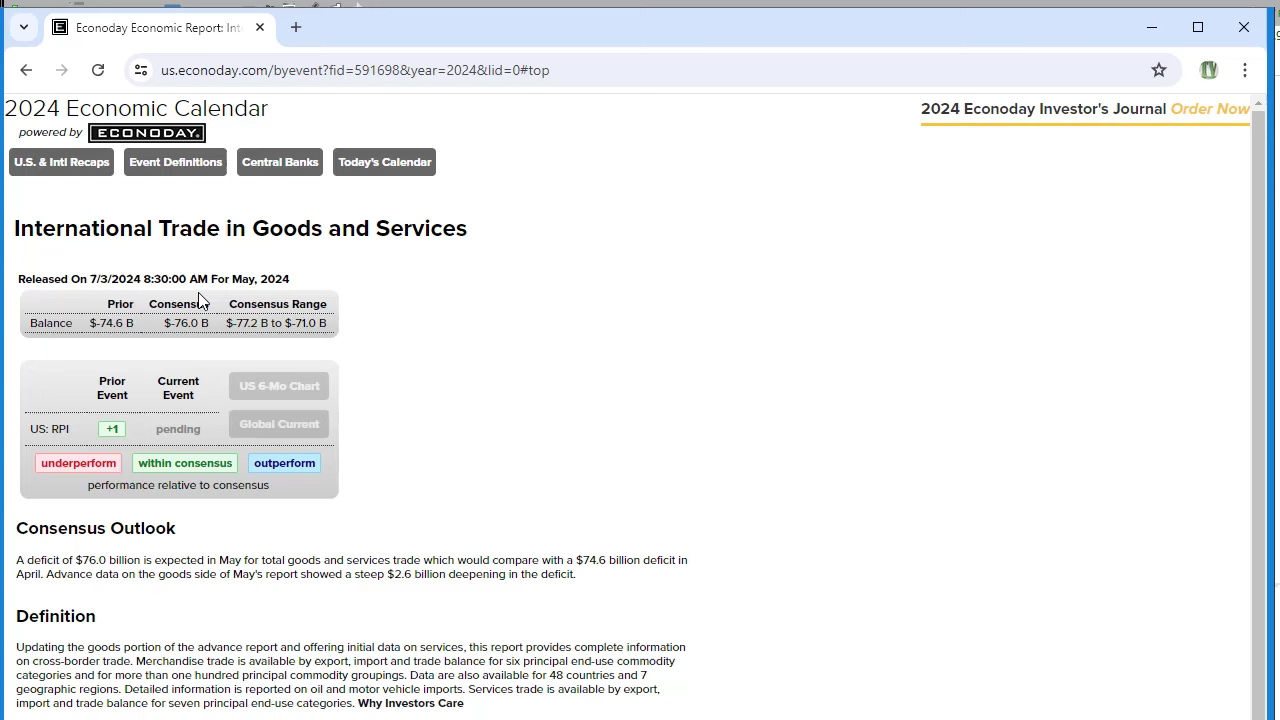 Econoday Economic Report: Int
us.econoday.com/byevent?fid=591698&year=2024&lid=0#top
2024 Economic Calendar
powered by ECONODAY
2024 Econoday Investor's Journal Order Now
U.S. & Intl Recaps Event Definitions Central Banks Today's Calendar
International Trade in Goods and Services
Released On 7/3/2024 8:30:00 AM For May, 2024
Prior Consensus Consensus Range
Balance $-74.6 B $-76.0 B $-77.2 B to $-71.0 B
Prior Event Current Event US 6-Mo Chart
Global Current
US: RPI +1 pending
underperform within consensus outperform
performance relative to consensus
Consensus Outlook
A deficit of $76.0 billion is expected in May for total goods and services trade which would compare with a $74.6 billion deficit in
April. Advance data on the goods side of May's report showed a steep $2.6 billion deepening in the deficit.
Definition
Updating the goods portion of the advance report and offering initial data on services, this report provides complete information
on cross-border trade. Merchandise trade is available by export, import and trade balance for six principal end-use commodity
categories and for more than one hundred principal commodity groupings. Data are also available for 48 countries and 7
geographic regions. Detailed information is reported on oil and motor vehicle imports. Services trade is available by export,
import and trade balance for seven principal end-use categories. Why Investors Care